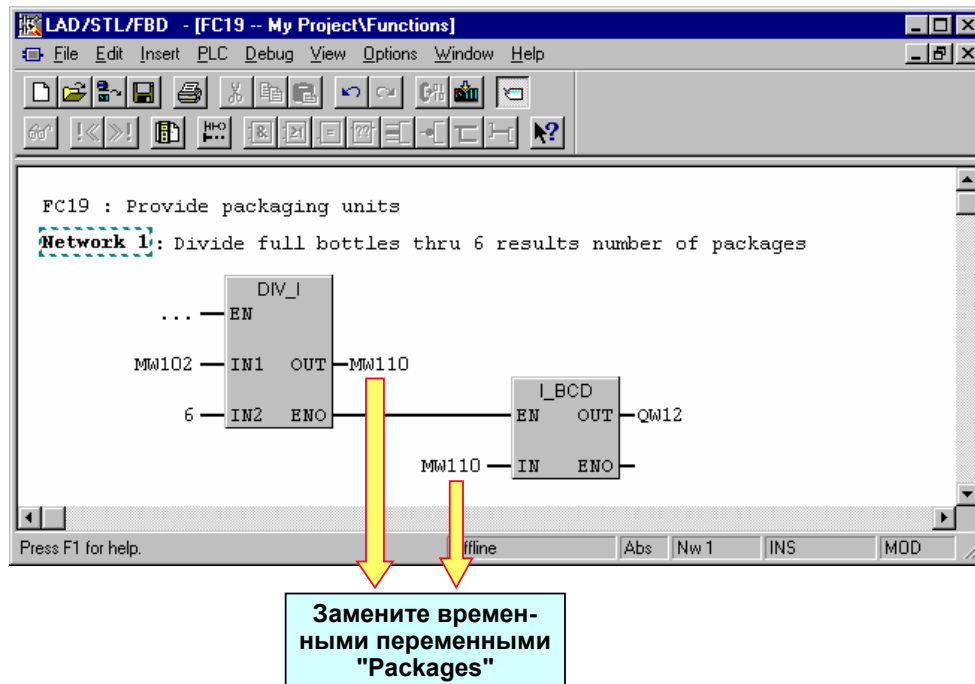 LAD/STL/FBD - [FC19 -- My Project\Functions]
File Edit Insert PLC Debug View Options Window Help
FC19 : Provide packaging units
Network 1: Divide full bottles thru 6 results number of packages
DIV_I
... EN
MW102 IN1 OUT MW110
6 IN2 ENO
I_BCD
EN OUT QW12
MW110 IN ENO
Press F1 for help. ffline Abs Nw 1 INS MOD
Замените времен-
ными переменными
"Packages"